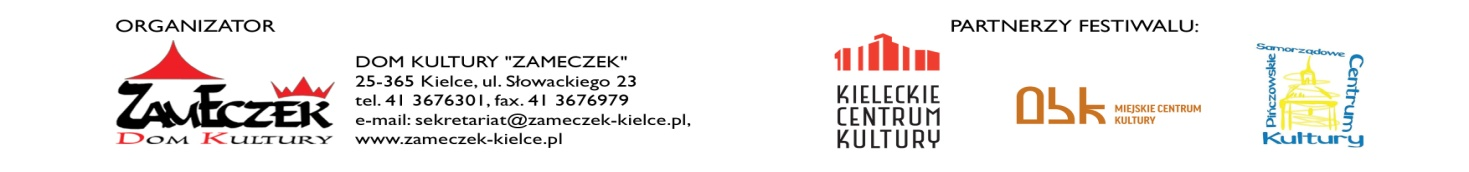 ORGANIZATOR
ZAMECZEK
DOM KULTURY
DOM KULTURY "ZAMECZEK"
25-365 Kielce, ul. Słowackiego 23
tel. 41 3676301, fax. 41 3676979
e-mail: sekretariat@zameczek-kielce.pl,
www.zameczek-kielce.pl
PARTNERZY FESTIWALU:
KIELECKIE
CENTRUM
KULTURY
Obk
MIEJSKIE CENTRUM
KULTURY
Pińczowskie
Samorządowe
Centrum
Kultury